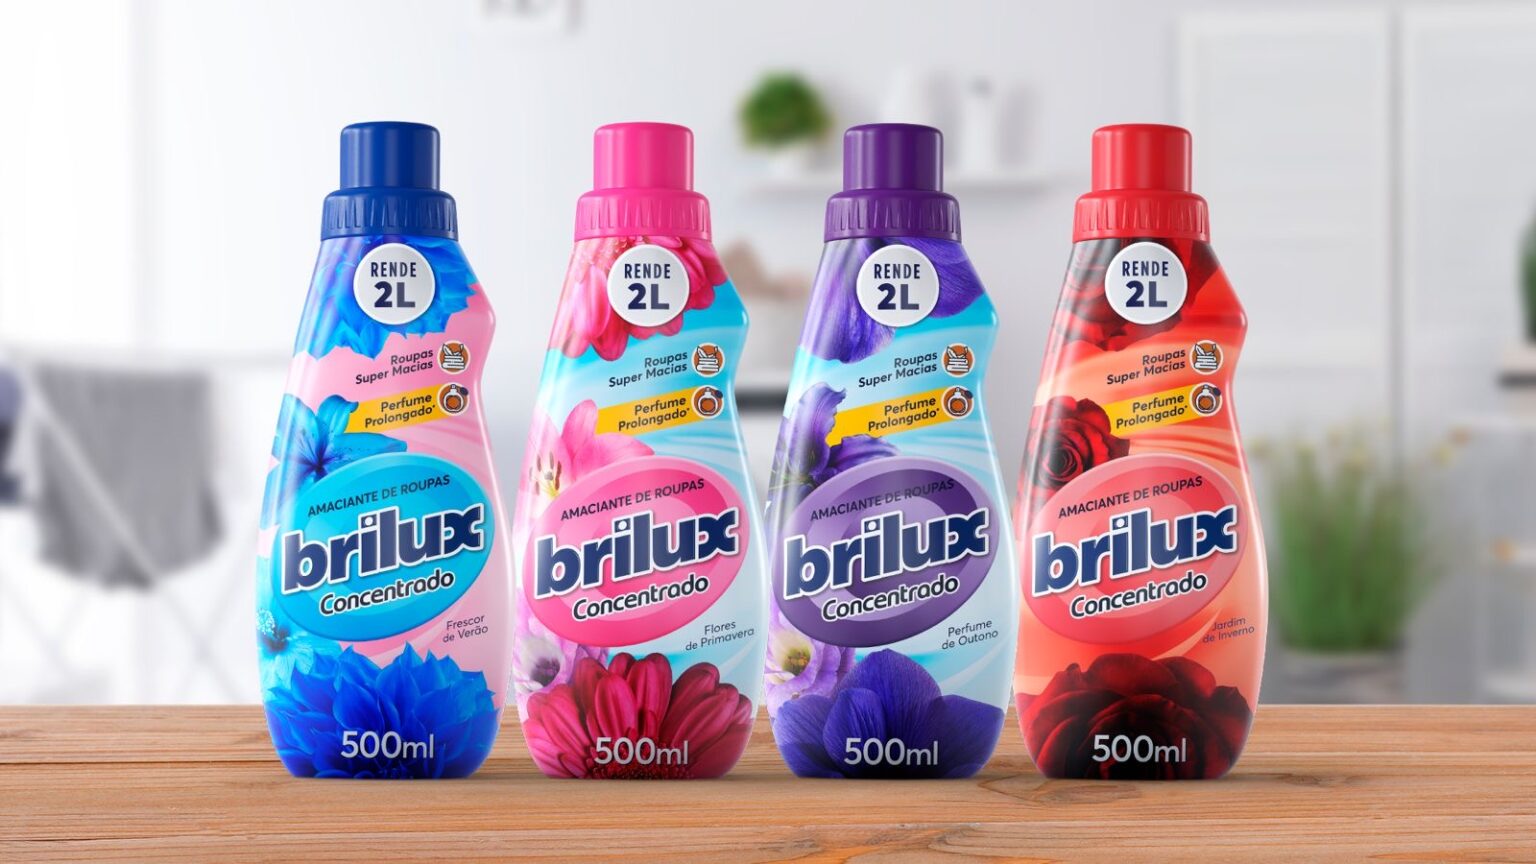 RENDE
2L
Roupas
Super Macias
Perfume
Prolongado*
AMACIANTE DE ROUPAS
brilux
Concentrado
Frescor
de Verão
500ml
RENDE
2L
Roupas
Super Macias
Perfume
Prolongado*
AMACIANTE DE ROUPAS
brilux
Concentrado
Flores
de Primavera
500ml
RENDE
2L
Roupas
Super Macias
Perfume
Prolongado*
AMACIANTE DE ROUPAS
brilux
Concentrado
Perfume
de Outono
500ml
RENDE
2L
Roupas
Super Macias
Perfume
Prolongado*
AMACIANTE DE ROUPAS
brilux
Concentrado
Jardim
de Inverno
500ml